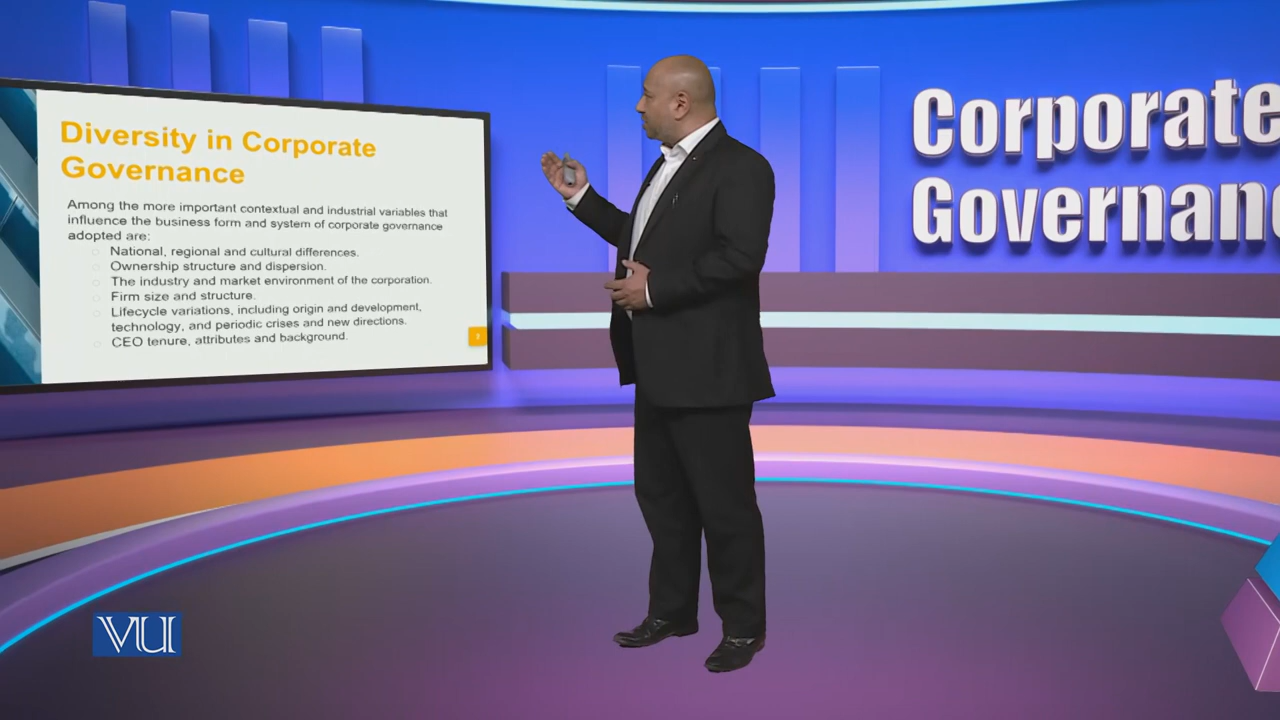 Diversity in Corporate
Governance
Among the more important contextual and industrial variables that
influence the business form and system of corporate governance
adopted are:
National, regional and cultural differences.
Ownership structure and dispersion.
The industry and market environment of the corporation.
Firm size and structure.
Lifecycle variations, including origin and development,
technology, and periodic crises and new directions.
CEO tenure, attributes and background.
Corporate
Governanc
VU